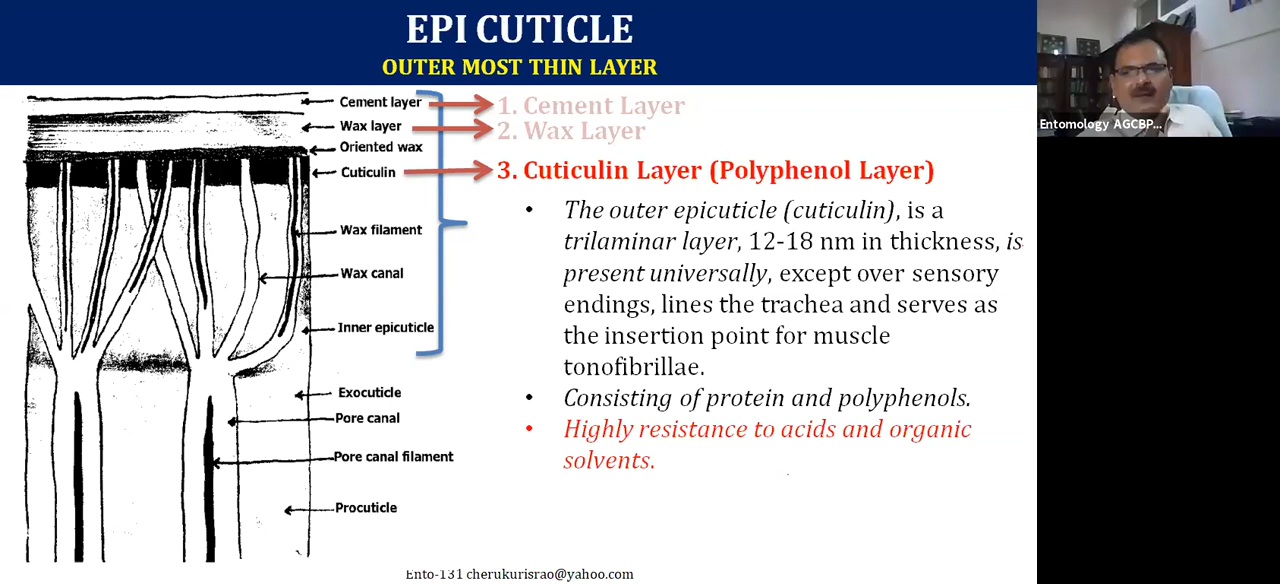 EPI CUTICLE
OUTER MOST THIN LAYER
Cement layer
Wax layer
Oriented wax
Cuticulin
Wax filament
Wax canal
Inner epicuticle
Exocuticle
Pore canal
Pore canal filament
Procuticle
1. Cement Layer
2. Wax Layer
3. Cuticulin Layer (Polyphenol Layer)
• The outer epicuticle (cuticulin), is a
trilaminar layer, 12-18 nm in thickness, is
present universally, except over sensory
endings, lines the trachea and serves as
the insertion point for muscle
tonofibrillae.
• Consisting of protein and polyphenols.
• Highly resistance to acids and organic
solvents.
Ento-131 cherukurisrao@yahoo.com
Entomology AGCBP...